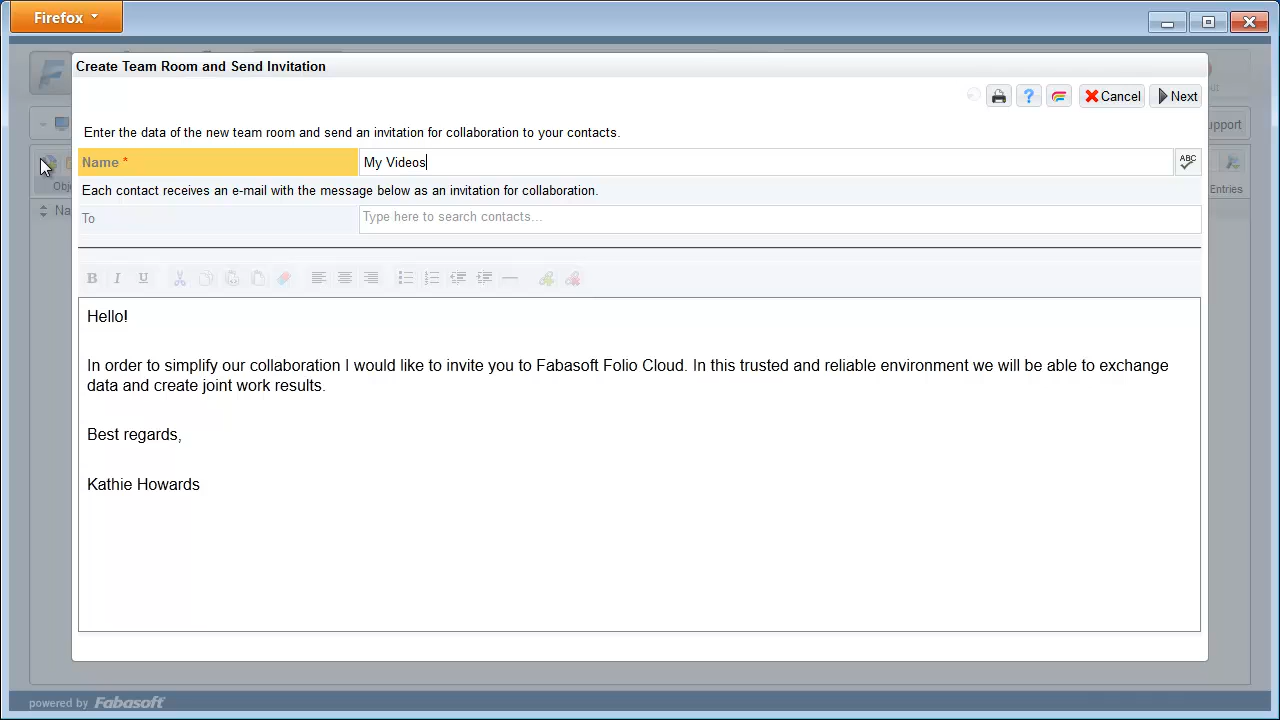 Firefox
Create Team Room and Send Invitation
Cancel
Next
Enter the data of the new team room and send an invitation for collaboration to your contacts.
Name *
My Videos
ABC
Each contact receives an e-mail with the message below as an invitation for collaboration.
To
Type here to search contacts...
Entries
B I U
Hello!
In order to simplify our collaboration I would like to invite you to Fabasoft Folio Cloud. In this trusted and reliable environment we will be able to exchange
data and create joint work results.
Best regards,
Kathie Howards
powered by Fabasoft